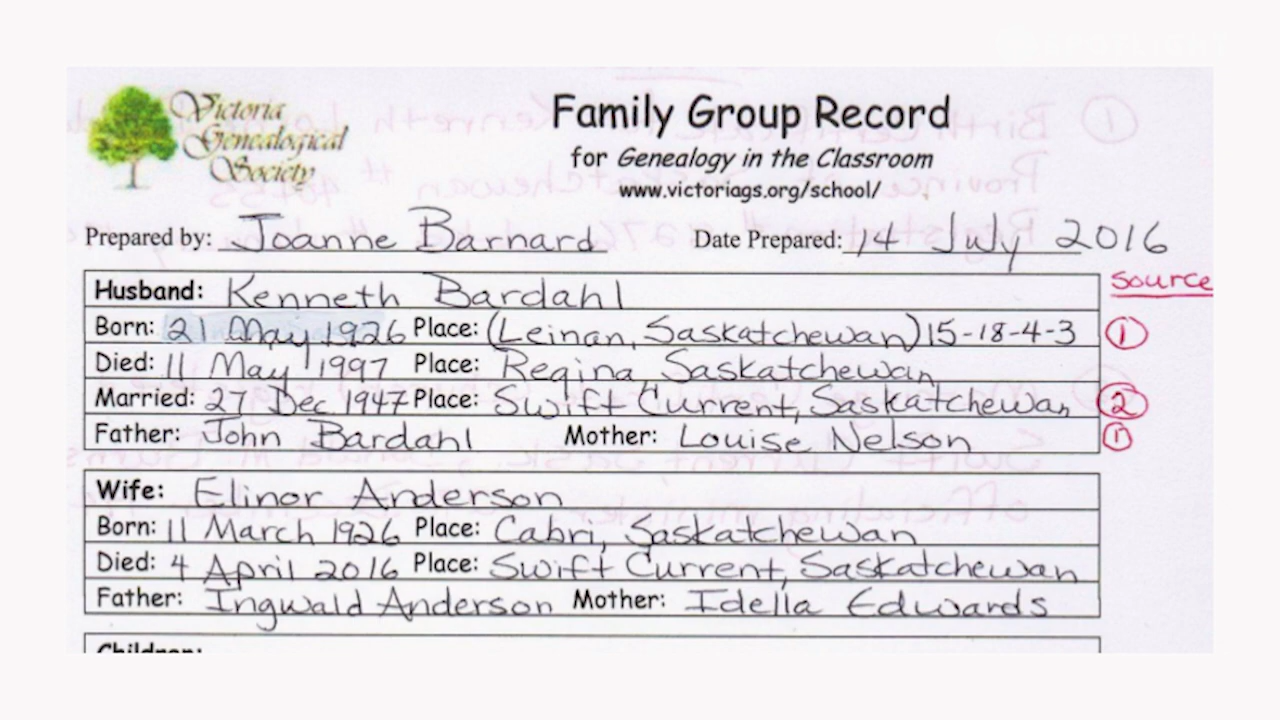 Victoria
Genealogical
Society
Family Group Record
for Genealogy in the Classroom
www.victoriags.org/school/
Prepared by: Joanne Barnard Date Prepared: 14 July 2016
Source
Husband: Kenneth Bardahl
Born: 21 May 1926 Place: (Leinan, Saskatchewan) 15-18-4-3 ①
Died: 11 May 1997 Place: Regina, Saskatchewan
Married: 27 Dec 1947 Place: Swift Current, Saskatchewan ②
Father: John Bardahl Mother: Louise Nelson ①
Wife: Elinor Anderson
Born: 11 March 1926 Place: Cabri, Saskatchewan
Died: 4 April 2016 Place: Swift Current, Saskatchewan
Father: Ingwald Anderson Mother: Idella Edwards
Children: